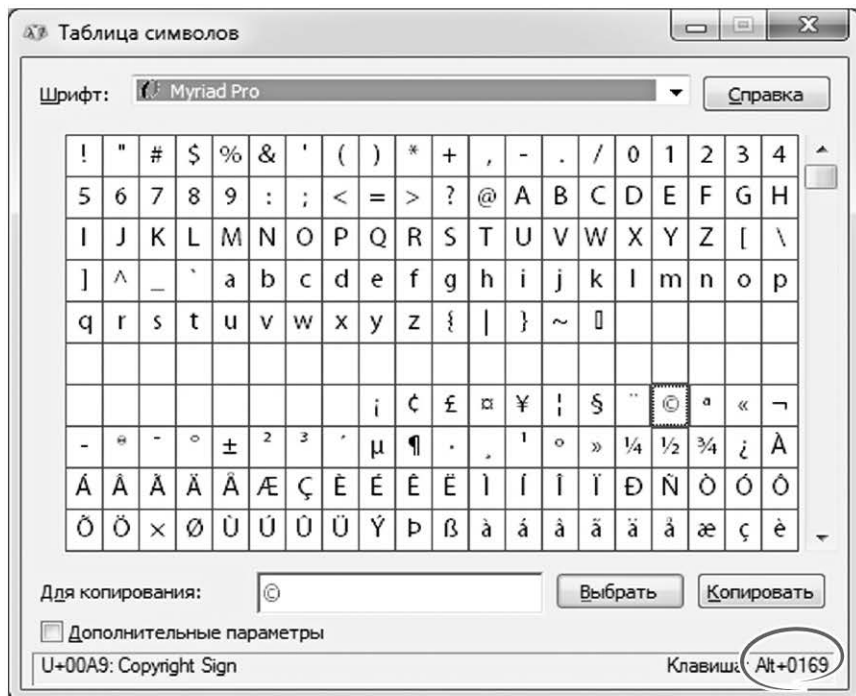 Таблица символов
Шрифт: Myriad Pro Справка
! " # $ % & ' ( ) * + , - . / 0 1 2 3 4
5 6 7 8 9 : ; < = > ? @ A B C D E F G H
I J K L M N O P Q R S T U V W X Y Z [ \
] ^ _ ` a b c d e f g h i j k l m n o p
q r s t u v w x y z { | } ~ ▯
¡ ¢ £ ¤ ¥ ¦ § ¨ © ª « ¬
- ® ¯ ° ± ² ³ ´ µ ¶ · ¸ ¹ º » ¼ ½ ¾ ¿ À
Á Â Ã Ä Å Æ Ç È É Ê Ë Ì Í Î Ï Ð Ñ Ò Ó Ô
Õ Ö × Ø Ù Ú Û Ü Ý Þ ß à á â ã ä å æ ç è
Для копирования: © Выбрать Копировать
Дополнительные параметры
U+00A9: Copyright Sign Клавиша: Alt+0169